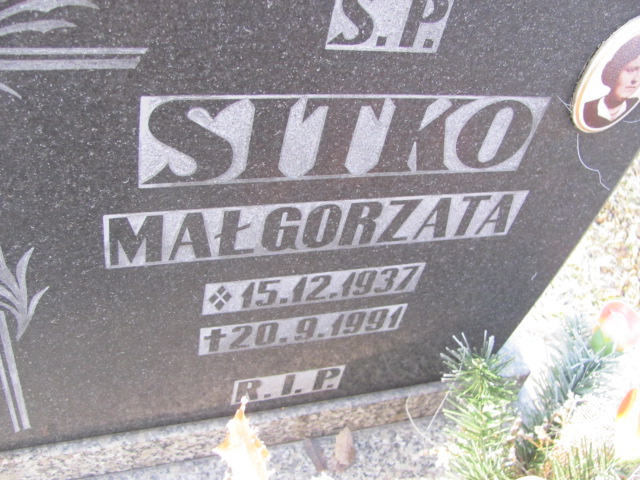 S.P.
SITKO
MAŁGORZATA
❖ 15.12.1937
✝ 20.9.1991
R.I.P.